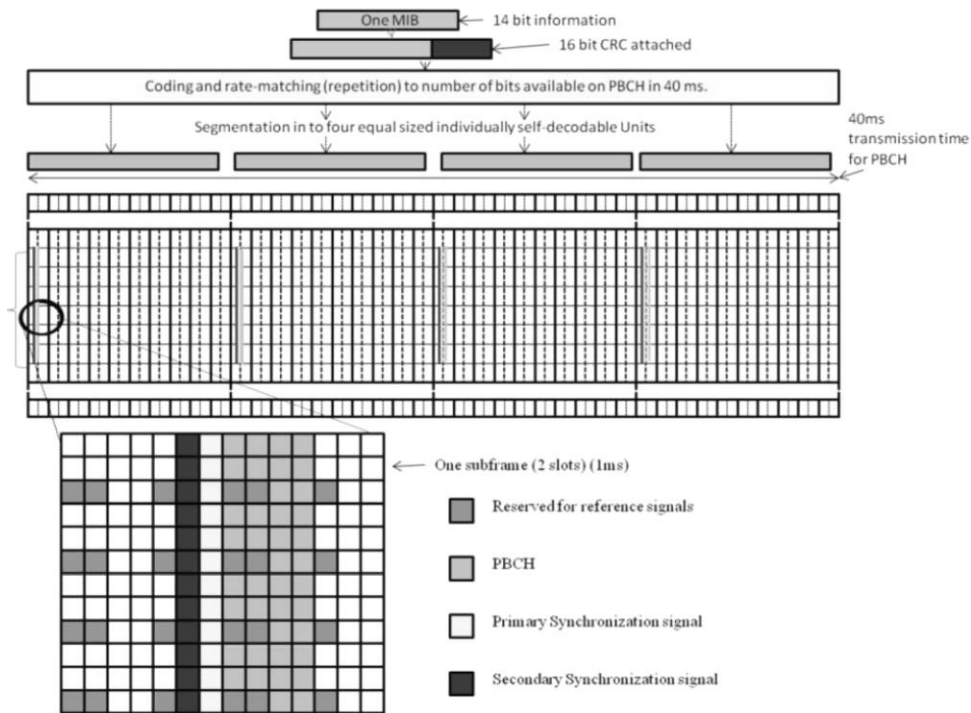 One MIB
14 bit information
16 bit CRC attached
Coding and rate-matching (repetition) to number of bits available on PBCH in 40 ms.
Segmentation in to four equal sized individually self-decodable Units
40ms
transmission time
for PBCH
One subframe (2 slots) (1ms)
Reserved for reference signals
PBCH
Primary Synchronization signal
Secondary Synchronization signal